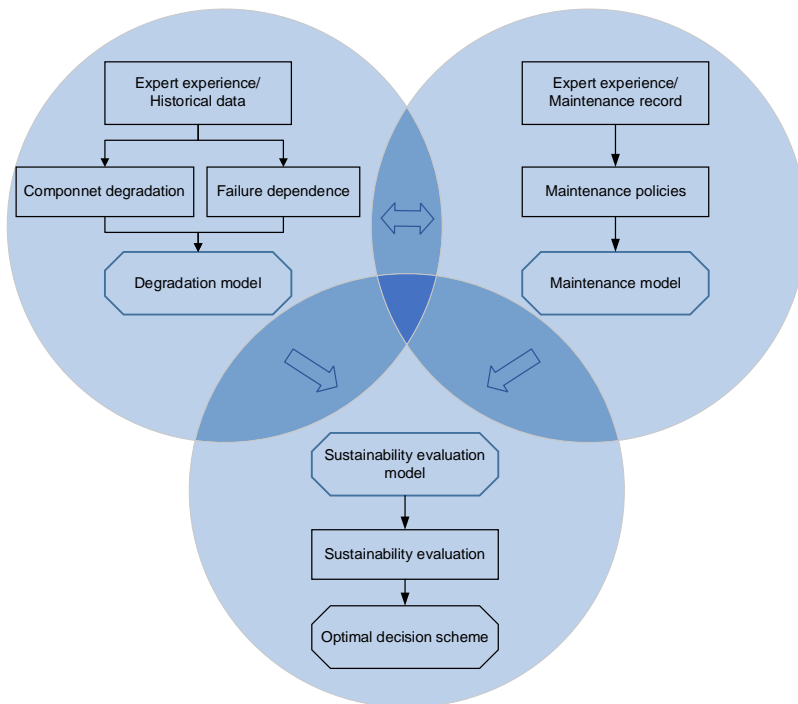 Expert experience/
Historical data
Componnet degradation
Failure dependence
Degradation model
Expert experience/
Maintenance record
Maintenance policies
Maintenance model
Sustainability evaluation
model
Sustainability evaluation
Optimal decision scheme